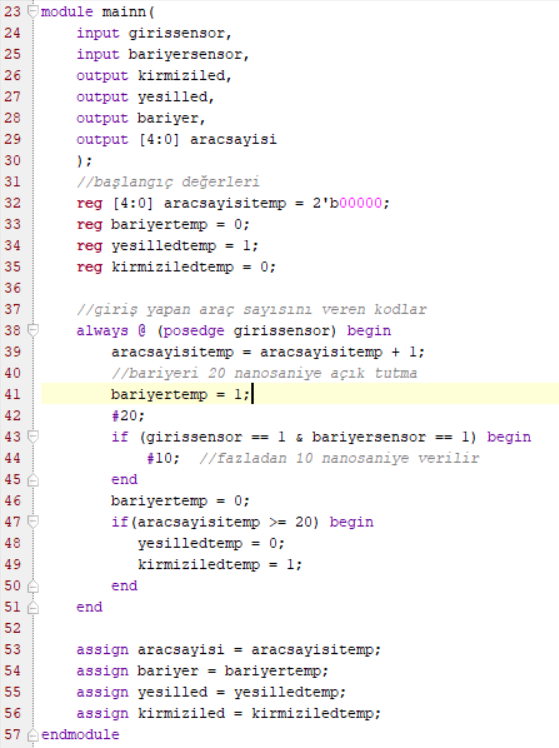 23 module mainn(
24     input girissensor,
25     input bariyersensor,
26     output kirmiziled,
27     output yesilled,
28     output bariyer,
29     output [4:0] aracsayisi
30     );
31     //başlangıç değerleri
32     reg [4:0] aracsayisitemp = 2'b00000;
33     reg bariyertemp = 0;
34     reg yesilledtemp = 1;
35     reg kirmiziledtemp = 0;
36
37     //giriş yapan araç sayısını veren kodlar
38     always @ (posedge girissensor) begin
39         aracsayisitemp = aracsayisitemp + 1;
40         //bariyeri 20 nanosaniye açık tutma
41         bariyertemp = 1;
42         #20;
43         if (girissensor == 1 & bariyersensor == 1) begin
44             #10;  //fazladan 10 nanosaniye verilir
45         end
46         bariyertemp = 0;
47         if(aracsayisitemp >= 20) begin
48            yesilledtemp = 0;
49            kirmiziledtemp = 1;
50         end
51     end
52
53     assign aracsayisi = aracsayisitemp;
54     assign bariyer = bariyertemp;
55     assign yesilled = yesilledtemp;
56     assign kirmiziled = kirmiziledtemp;
57 endmodule